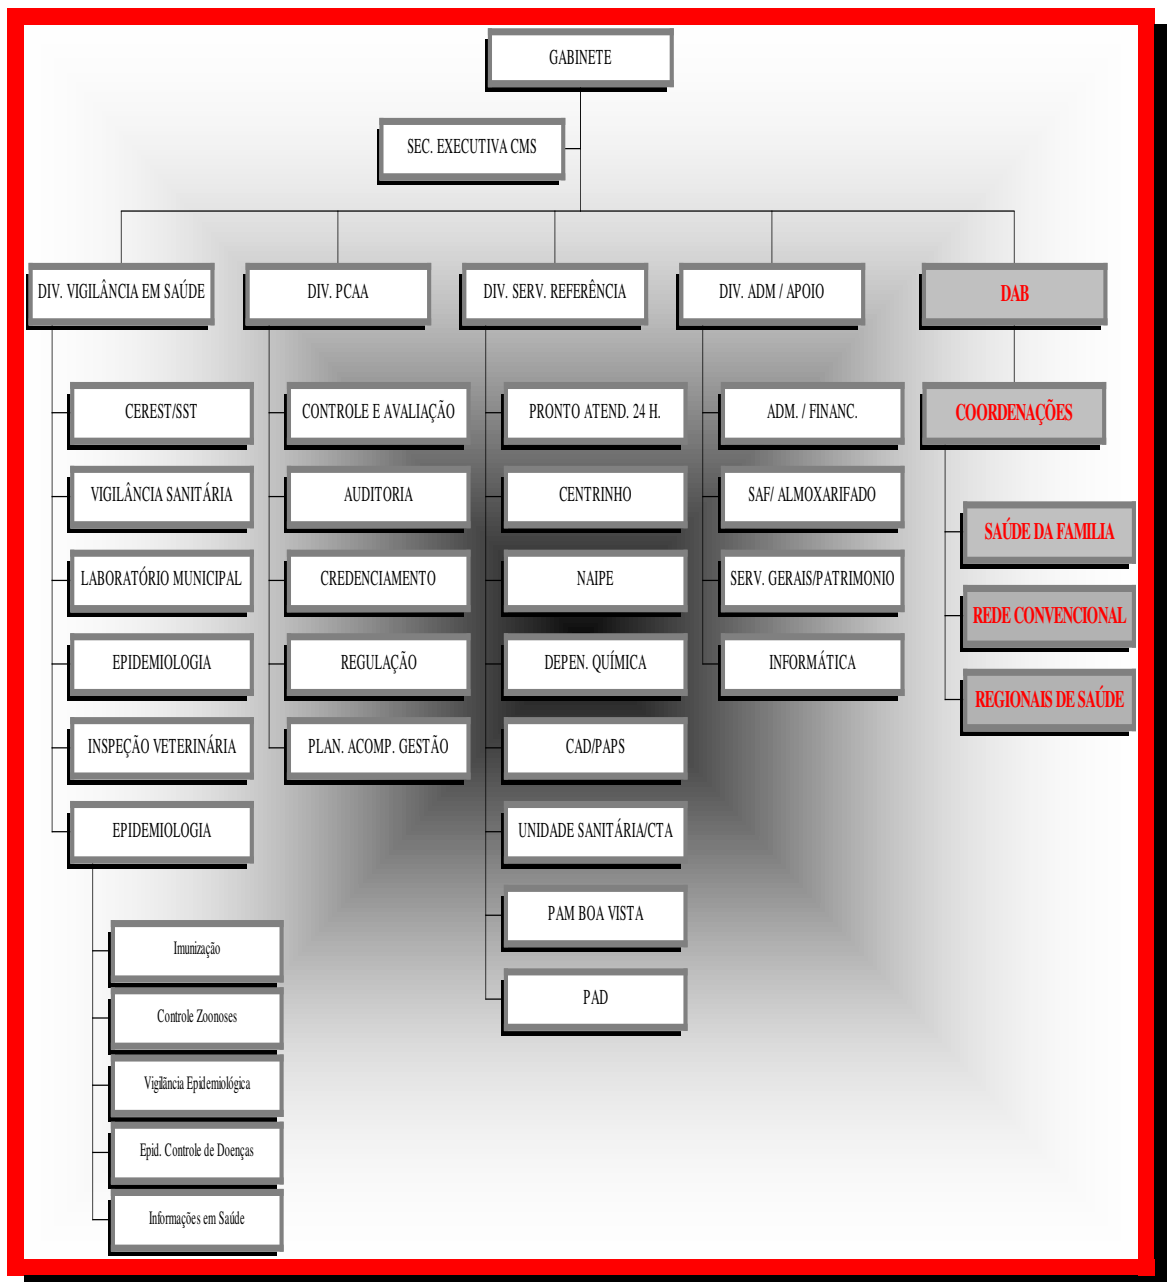 GABINETE
SEC. EXECUTIVA CMS
DIV. VIGILÂNCIA EM SAÚDE
DIV. PCAA
DIV. SERV. REFERÊNCIA
DIV. ADM / APOIO
DAB
CEREST/SST
CONTROLE E AVALIAÇÃO
PRONTO ATEND. 24 H.
ADM. / FINANC.
COORDENAÇÕES
VIGILÂNCIA SANITÁRIA
AUDITORIA
CENTRINHO
SAF/ ALMOXARIFADO
SAÚDE DA FAMILIA
LABORATÓRIO MUNICIPAL
CREDENCIAMENTO
NAIPE
SERV. GERAIS/PATRIMONIO
REDE CONVENCIONAL
EPIDEMIOLOGIA
REGULAÇÃO
DEPEN. QUÍMICA
INFORMÁTICA
REGIONAIS DE SAÚDE
INSPEÇÃO VETERINÁRIA
PLAN. ACOMP. GESTÃO
CAD/PAPS
EPIDEMIOLOGIA
UNIDADE SANITÁRIA/CTA
PAM BOA VISTA
Imunização
PAD
Controle Zoonoses
Vigilância Epidemiológica
Epid. Controle de Doenças
Informações em Saúde